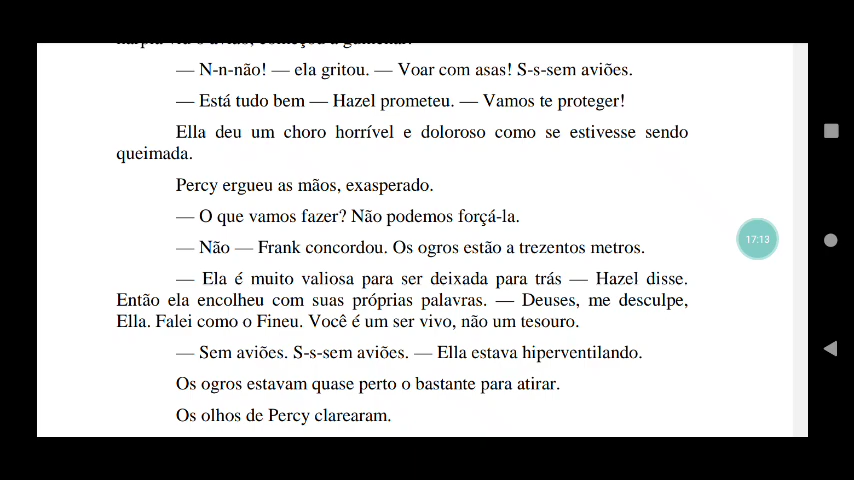 — N-n-não! — ela gritou. — Voar com asas! S-s-sem aviões.
— Está tudo bem — Hazel prometeu. — Vamos te proteger!
Ella deu um choro horrível e doloroso como se estivesse sendo
queimada.
Percy ergueu as mãos, exasperado.
— O que vamos fazer? Não podemos forçá-la.
— Não — Frank concordou. Os ogros estão a trezentos metros.
— Ela é muito valiosa para ser deixada para trás — Hazel disse.
Então ela encolheu com suas próprias palavras. — Deuses, me desculpe,
Ella. Falei como o Fineu. Você é um ser vivo, não um tesouro.
— Sem aviões. S-s-sem aviões. — Ella estava hiperventilando.
Os ogros estavam quase perto o bastante para atirar.
Os olhos de Percy clarearam.
17:13